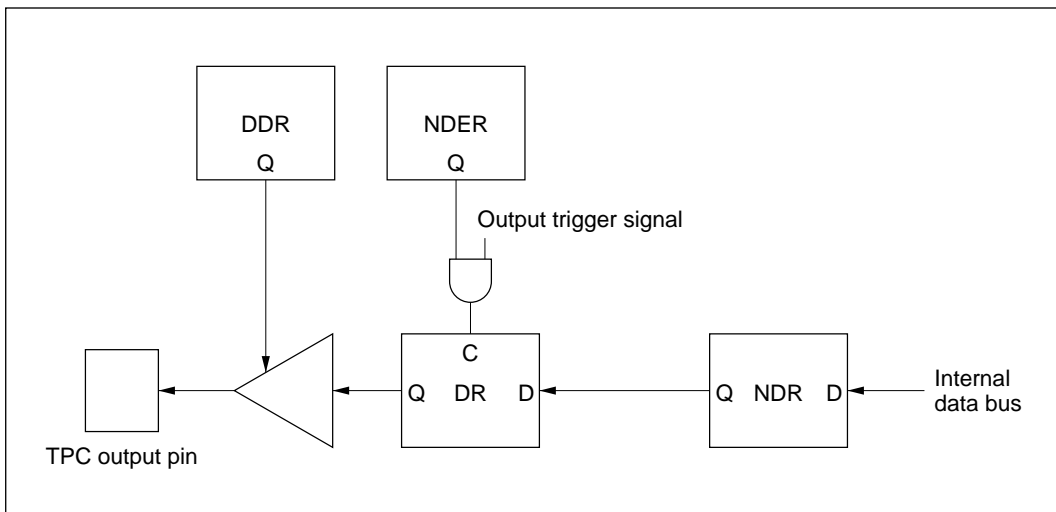 DDR
Q
NDER
Q
Output trigger signal
C
Q DR D
Q NDR D
Internal
data bus
TPC output pin